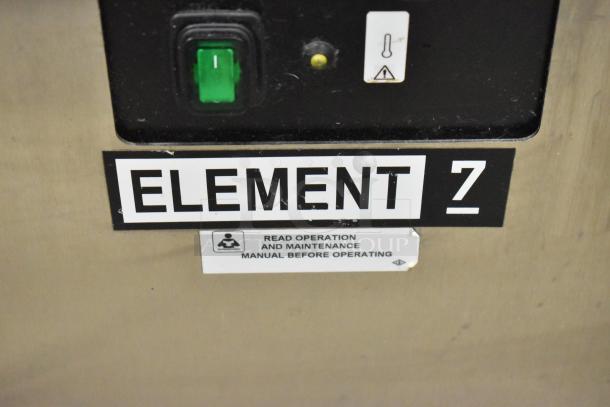 ELEMENT 7
READ OPERATION
AND MAINTENANCE
MANUAL BEFORE OPERATING